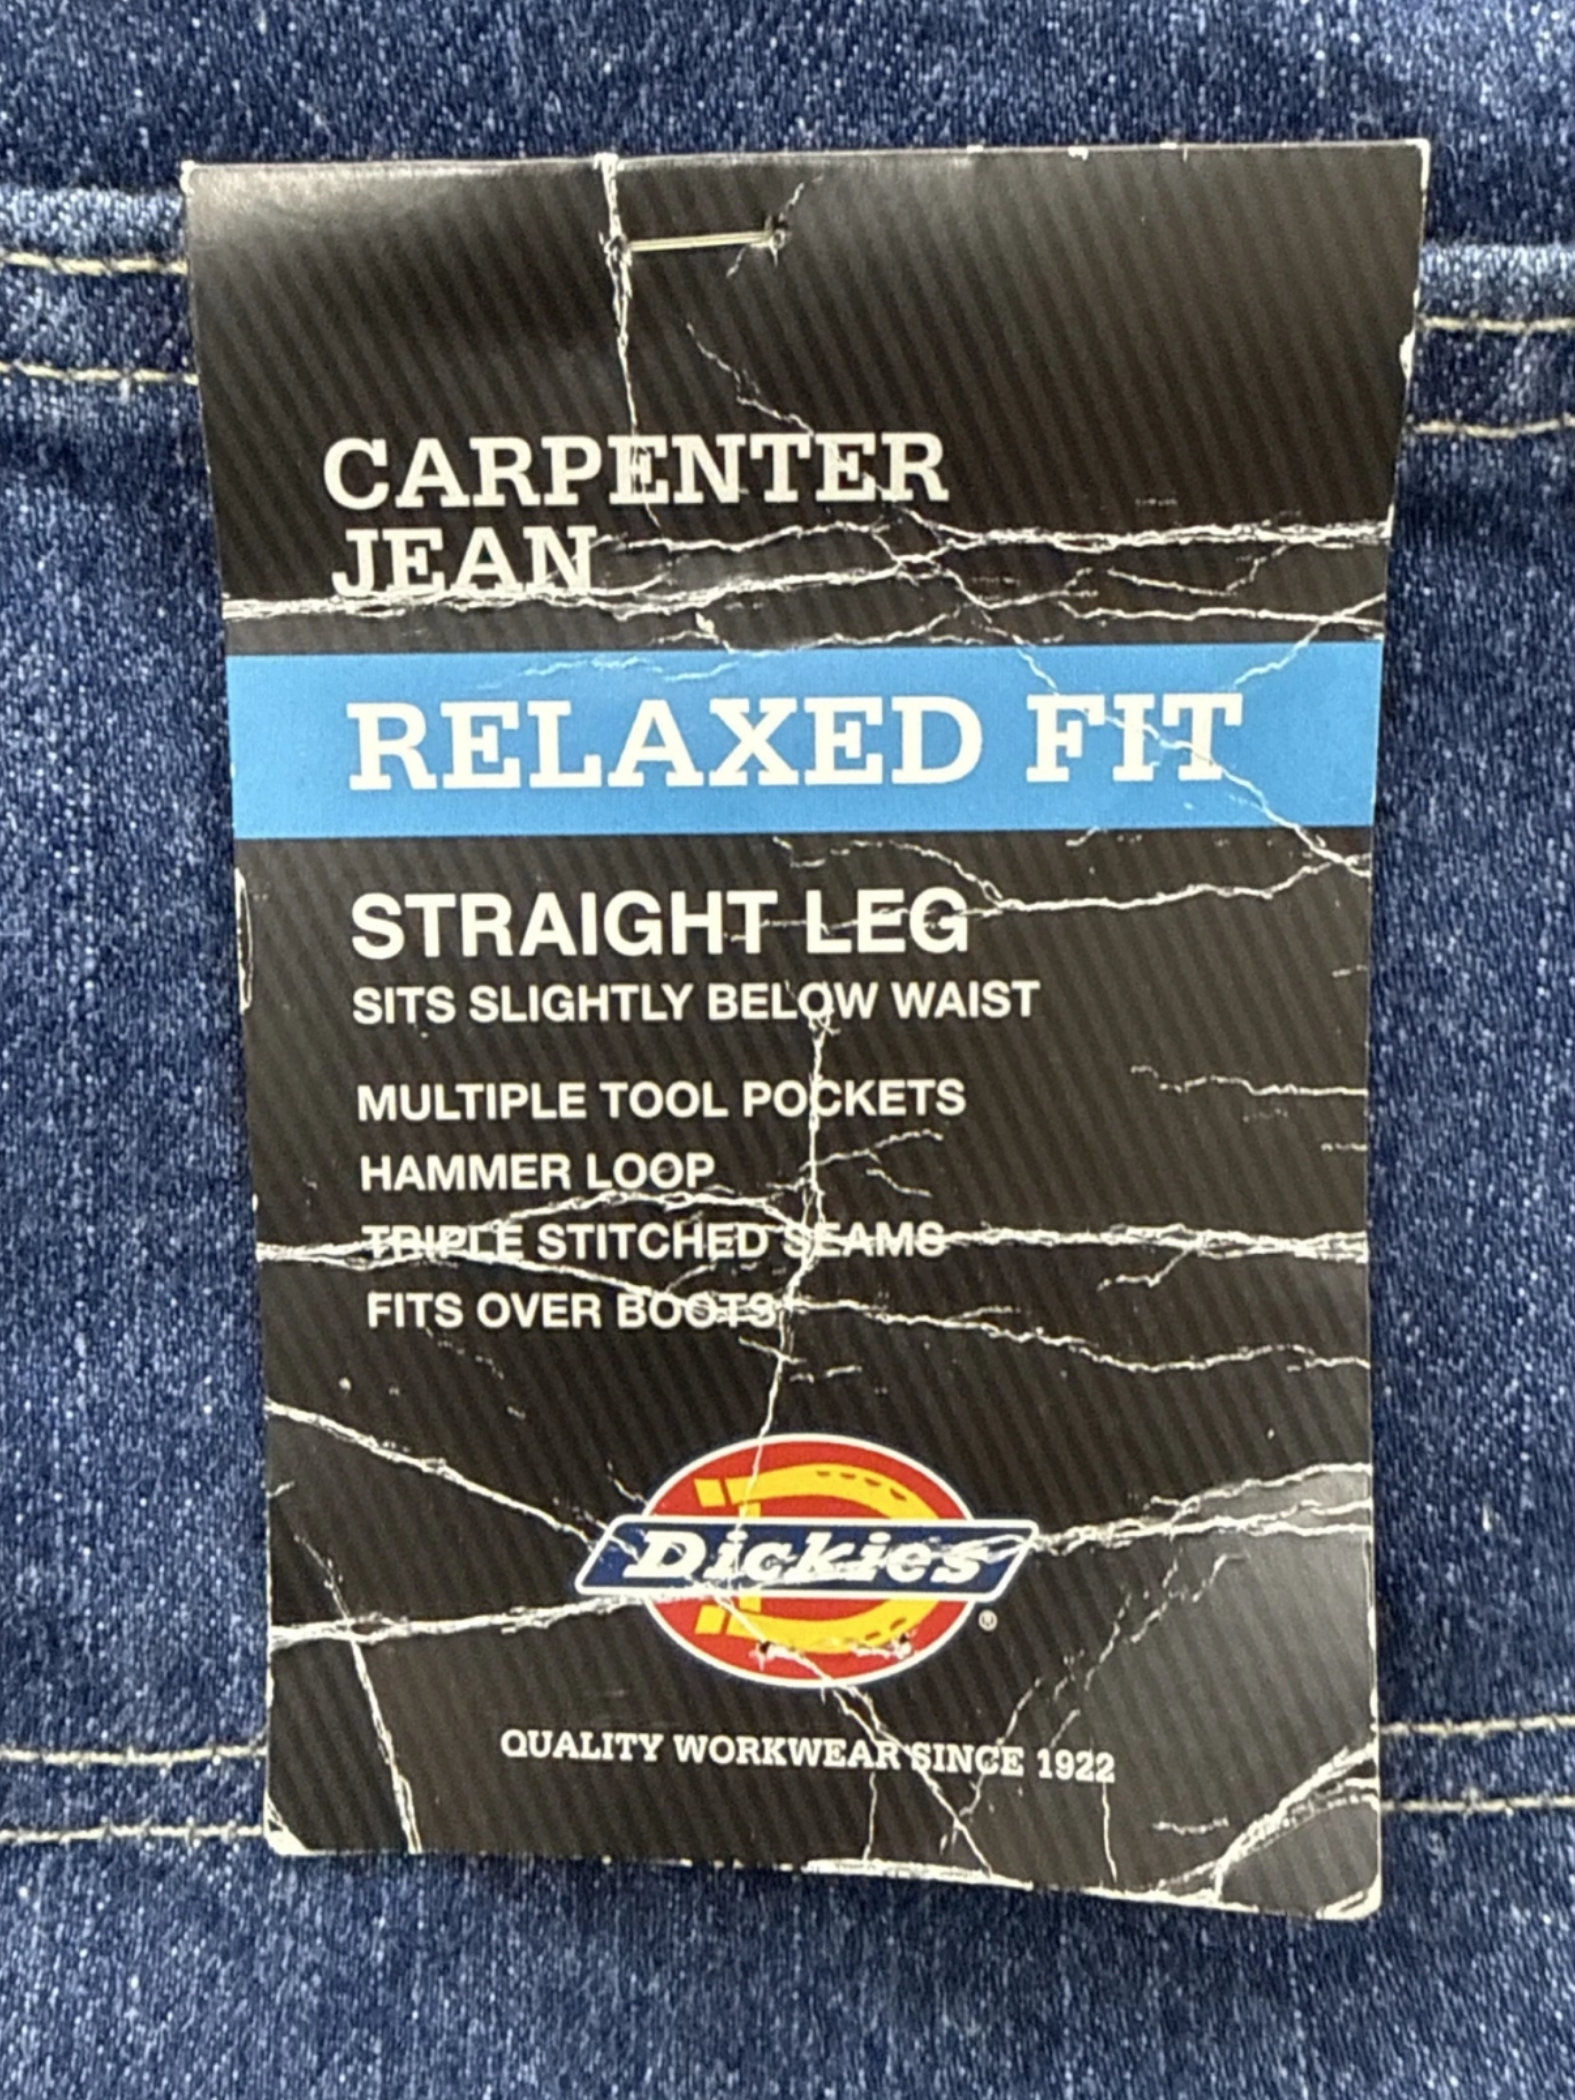 CARPENTER
JEAN
RELAXED FIT
STRAIGHT LEG
SITS SLIGHTLY BELOW WAIST
MULTIPLE TOOL POCKETS
HAMMER LOOP
TRIPLE STITCHED SEAMS
FITS OVER BOOTS
Dickies
®
QUALITY WORKWEAR SINCE 1922